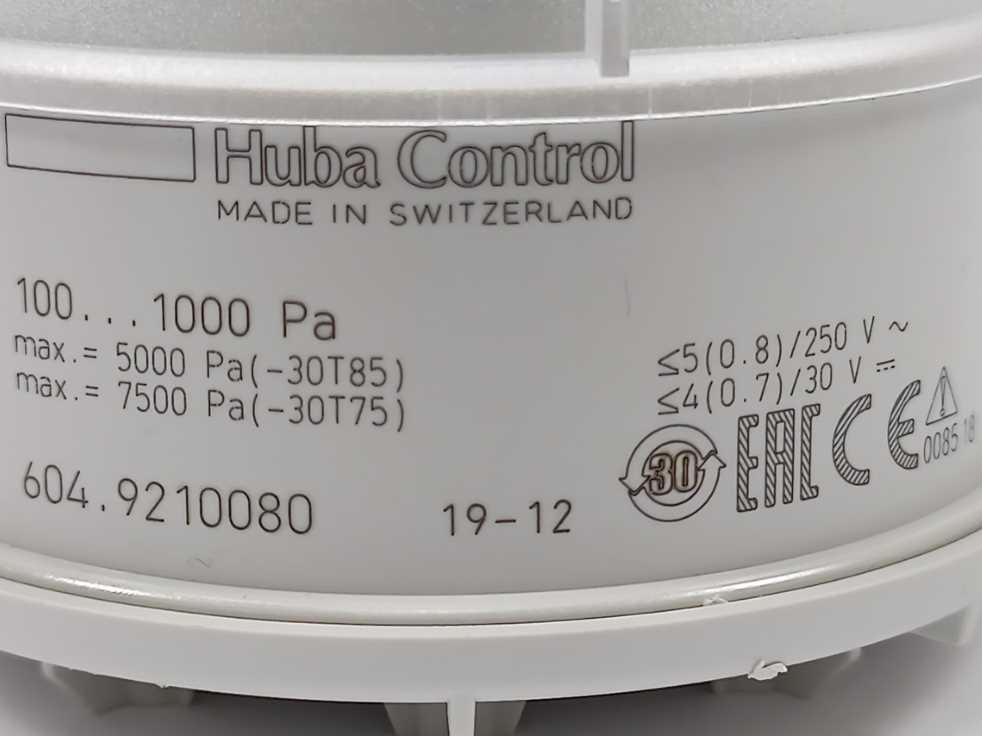 Huba Control
MADE IN SWITZERLAND
100...1000 Pa
max.= 5000 Pa(-30T85)
max.= 7500 Pa(-30T75)
604.9210080
19-12
≤5(0.8)/250 V ~
≤4(0.7)/30 V ⎓
30 EAC CE
0085 18